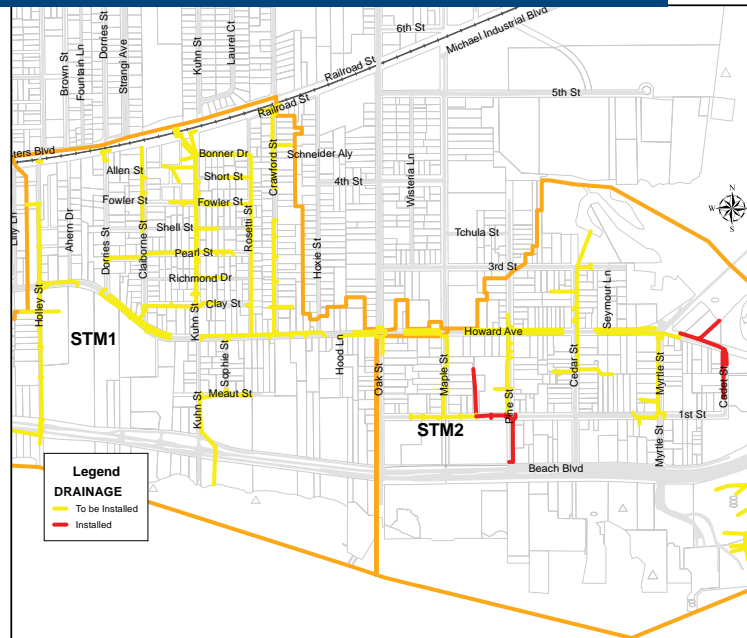 6th St
Michael Industrial Blvd
Dorries St
Strangi Ave
Brown St
Fountain Ln
Kuhn St
Laurel Ct
Railroad St
Railroad St
5th St
ters Blvd
Bonner Dr
Schneider Aly
Crawford St
Allen St
Short St
4th St
Wisteria Ln
Fowler St
Fowler St
Lilly Ln
Ahern Dr
Dorries St
Claiborne St
Shell St
Rosetti St
Tchula St
N
W
E
S
Pearl St
Hoxie St
3rd St
Richmond Dr
Seymour Ln
Holley St
Clay St
Kuhn St
Howard Ave
STM1
Sophie St
Hood Ln
Oak St
Maple St
Cedar St
Myrtle St
Cadet St
Meaut St
Kuhn St
Pine St
1st St
STM2
Myrtle St
Beach Blvd
Legend
DRAINAGE
To be Installed
Installed